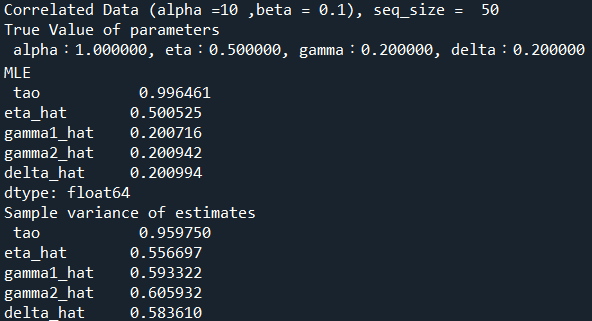 Correlated Data (alpha =10 ,beta = 0.1), seq_size =  50
True Value of parameters
 alpha：1.000000, eta：0.500000, gamma：0.200000, delta：0.200000
MLE
 tao          0.996461
eta_hat       0.500525
gamma1_hat    0.200716
gamma2_hat    0.200942
delta_hat     0.200994
dtype: float64
Sample variance of estimates
 tao          0.959750
eta_hat       0.556697
gamma1_hat    0.593322
gamma2_hat    0.605932
delta_hat     0.583610